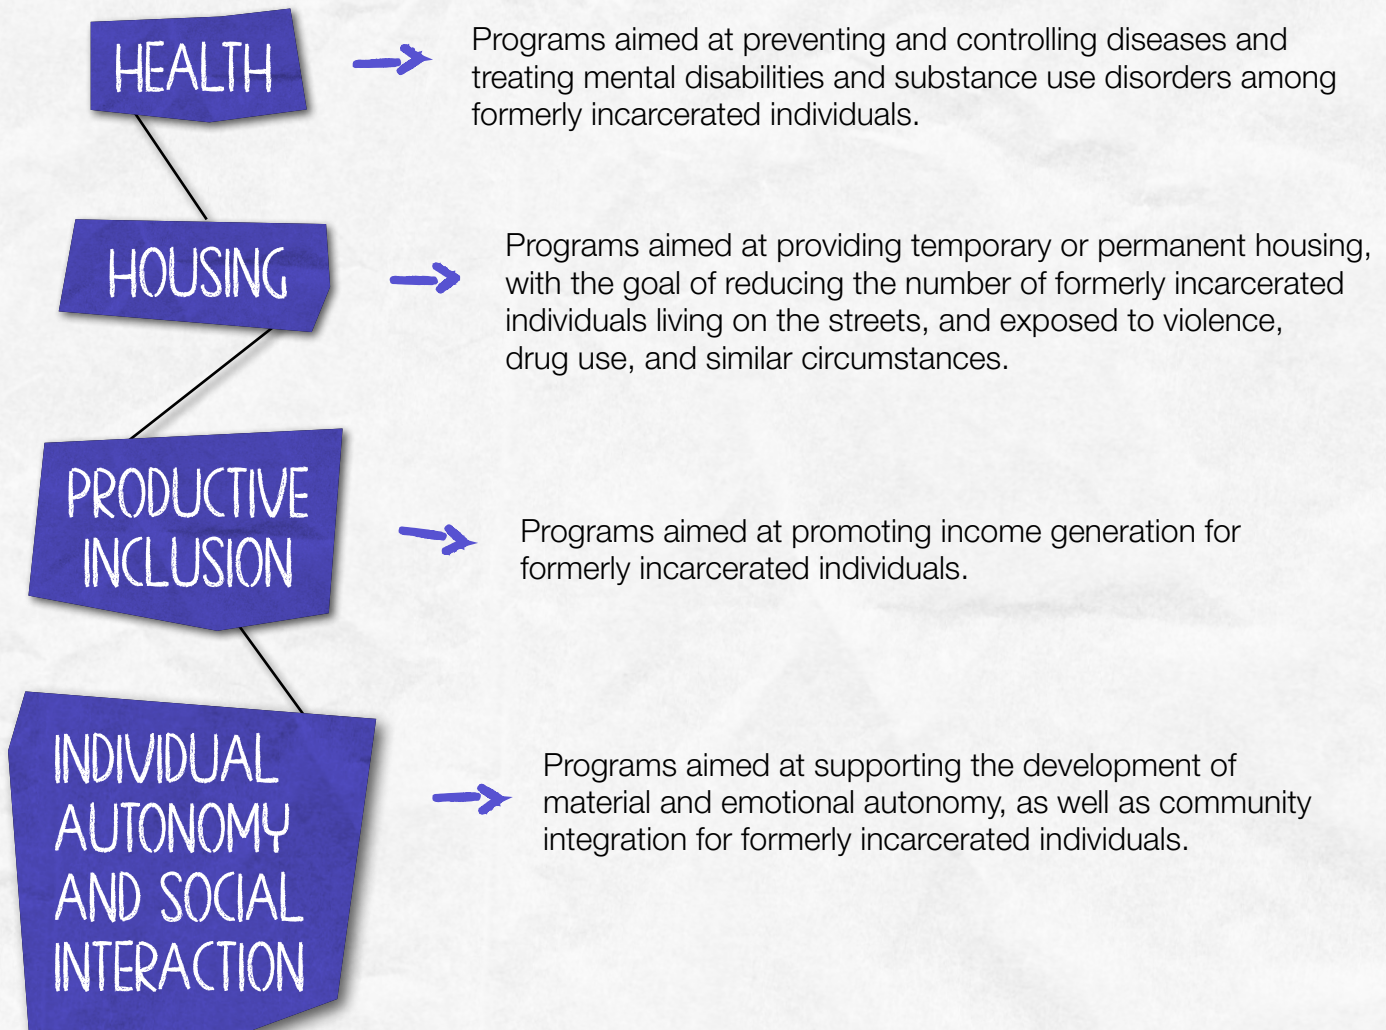 HEALTH
Programs aimed at preventing and controlling diseases and
treating mental disabilities and substance use disorders among
formerly incarcerated individuals.
HOUSING
Programs aimed at providing temporary or permanent housing,
with the goal of reducing the number of formerly incarcerated
individuals living on the streets, and exposed to violence,
drug use, and similar circumstances.
PRODUCTIVE
INCLUSION
Programs aimed at promoting income generation for
formerly incarcerated individuals.
INDIVIDUAL
AUTONOMY
AND SOCIAL
INTERACTION
Programs aimed at supporting the development of
material and emotional autonomy, as well as community
integration for formerly incarcerated individuals.